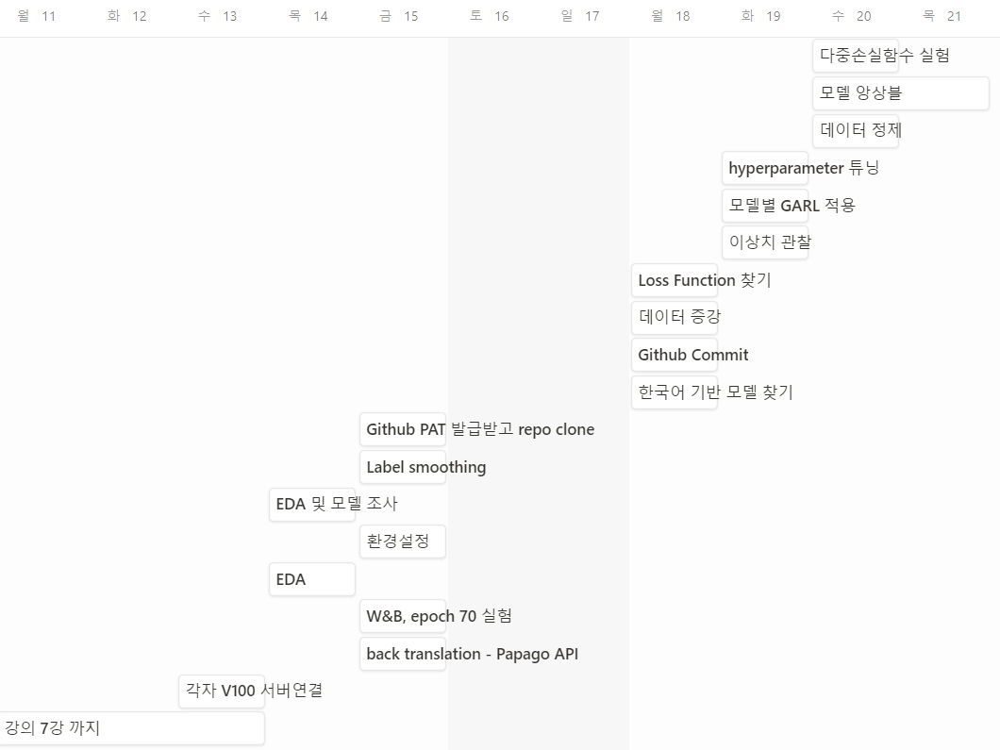 월 11 화 12 수 13 목 14 금 15 토 16 일 17 월 18 화 19 수 20 목 21
다중손실함수 실험
모델 앙상블
데이터 정제
hyperparameter 튜닝
모델별 GARL 적용
이상치 관찰
Loss Function 찾기
데이터 증강
Github Commit
한국어 기반 모델 찾기
Github PAT 발급받고 repo clone
Label smoothing
EDA 및 모델 조사
환경설정
EDA
W&B, epoch 70 실험
back translation - Papago API
각자 V100 서버연결
강의 7강 까지